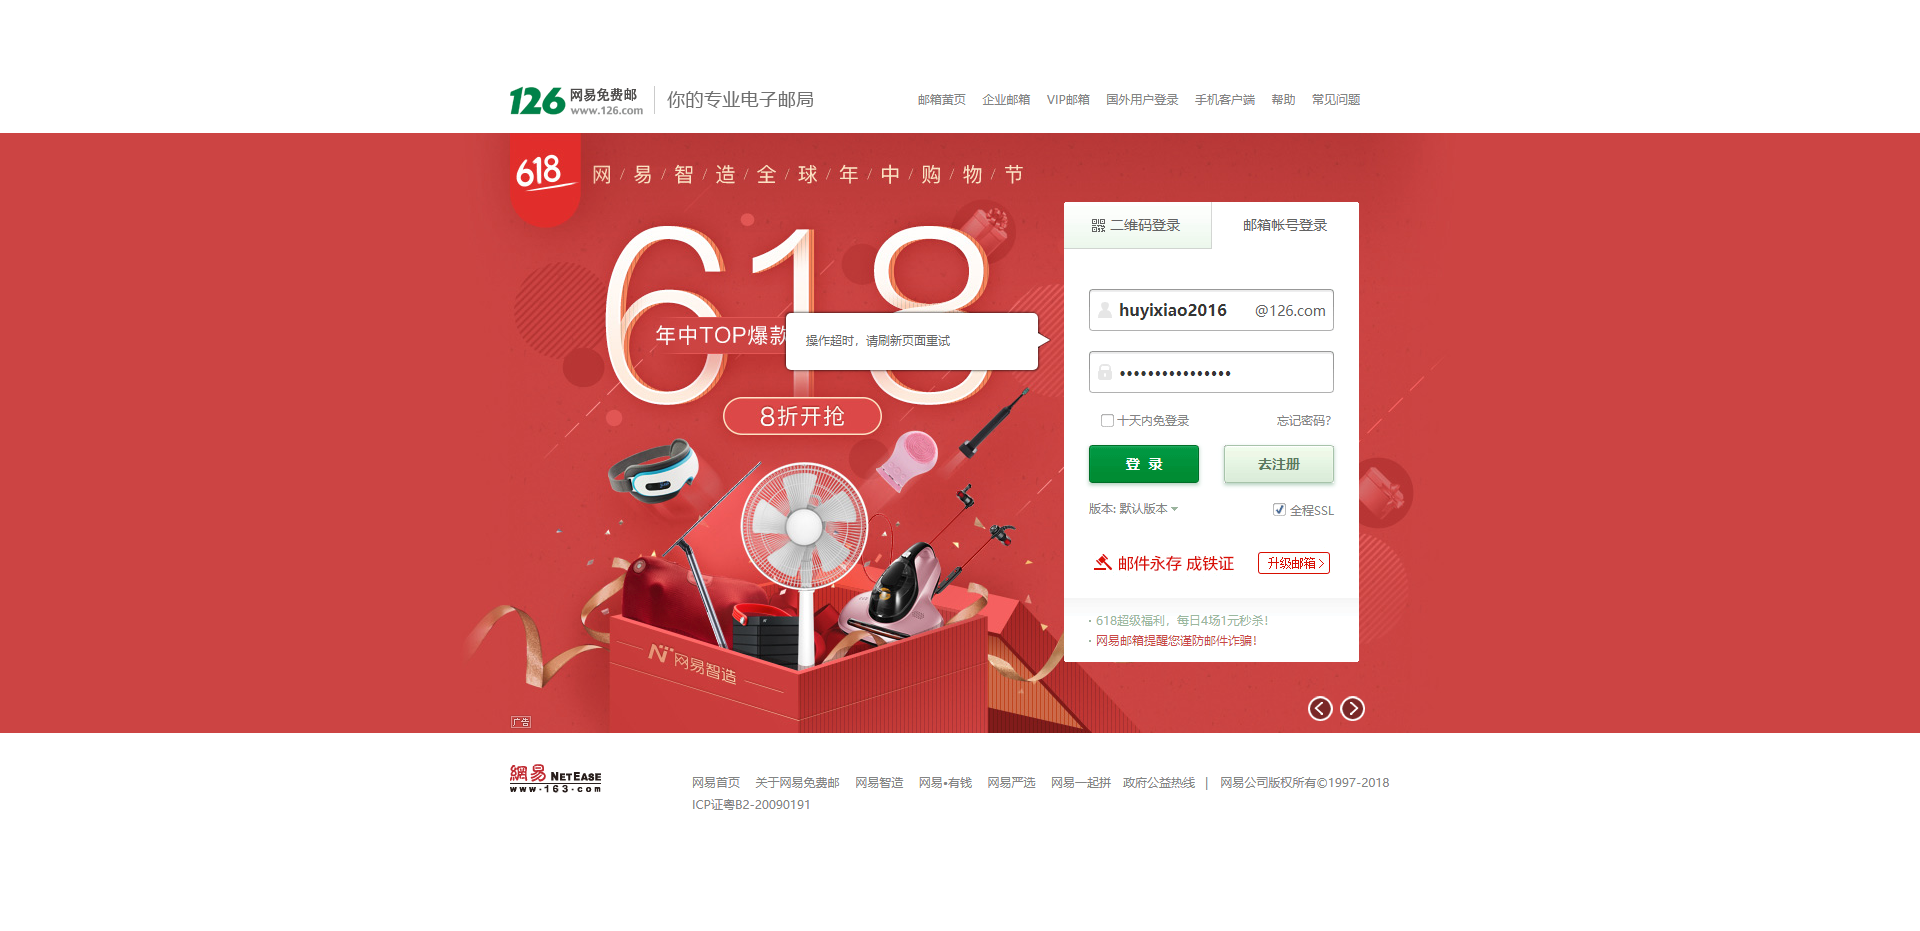 126 网易免费邮 www.126.com 你的专业电子邮局
邮箱黄页 企业邮箱 VIP邮箱 国外用户登录 手机客户端 帮助 常见问题
618 网/易/智/造/全/球/年/中/购/物/节
618
年中TOP爆款
操作超时，请刷新页面重试
8折开抢
网易智造
广告
二维码登录 邮箱帐号登录
huyixiao2016 @126.com
••••••••••••••••
十天内免登录 忘记密码?
登 录 去注册
版本: 默认版本 全程SSL
邮件永存 成铁证 升级邮箱>
· 618超级福利，每日4场1元秒杀！
· 网易邮箱提醒您谨防邮件诈骗！
網易 NETEASE
www.163.com
网易首页 关于网易免费邮 网易智造 网易•有钱 网易严选 网易一起拼 政府公益热线 | 网易公司版权所有©1997-2018
ICP证粤B2-20090191